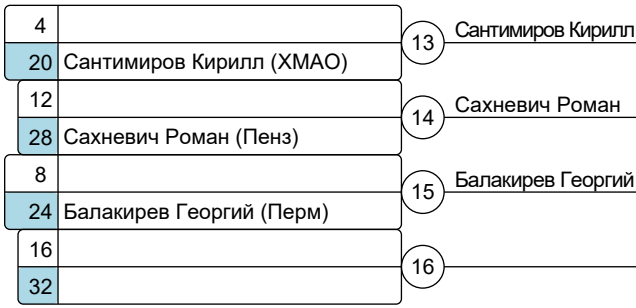 4
13 Сантимиров Кирилл
20 Сантимиров Кирилл (ХМАО)
12
14 Сахневич Роман
28 Сахневич Роман (Пенз)
8
15 Балакирев Георгий
24 Балакирев Георгий (Перм)
16
16
32